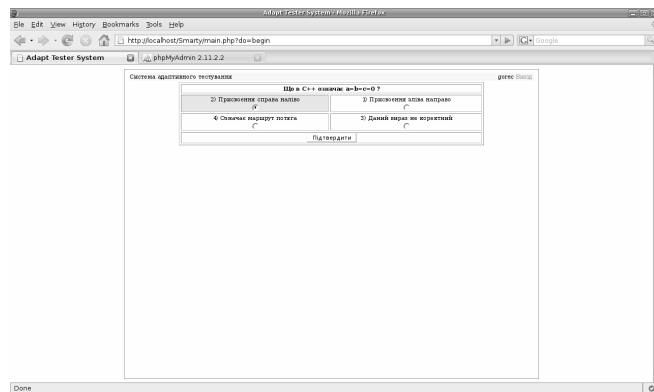 Adapt Tester System - Mozilla Firefox
File Edit View History Bookmarks Tools Help
http://localhost/Smarty/main.php?do=begin
Google
Adapt Tester System
phpMyAdmin 2.11.2.2
Система адаптивного тестування
gorec Вихід
Що в C++ означає a=b=c=0 ?
2) Присвоення справа наліво
1) Присвоення зліва направо
4) Означає маршрут потяга
3) Даний вираз не коректний
Підтвердити
Done